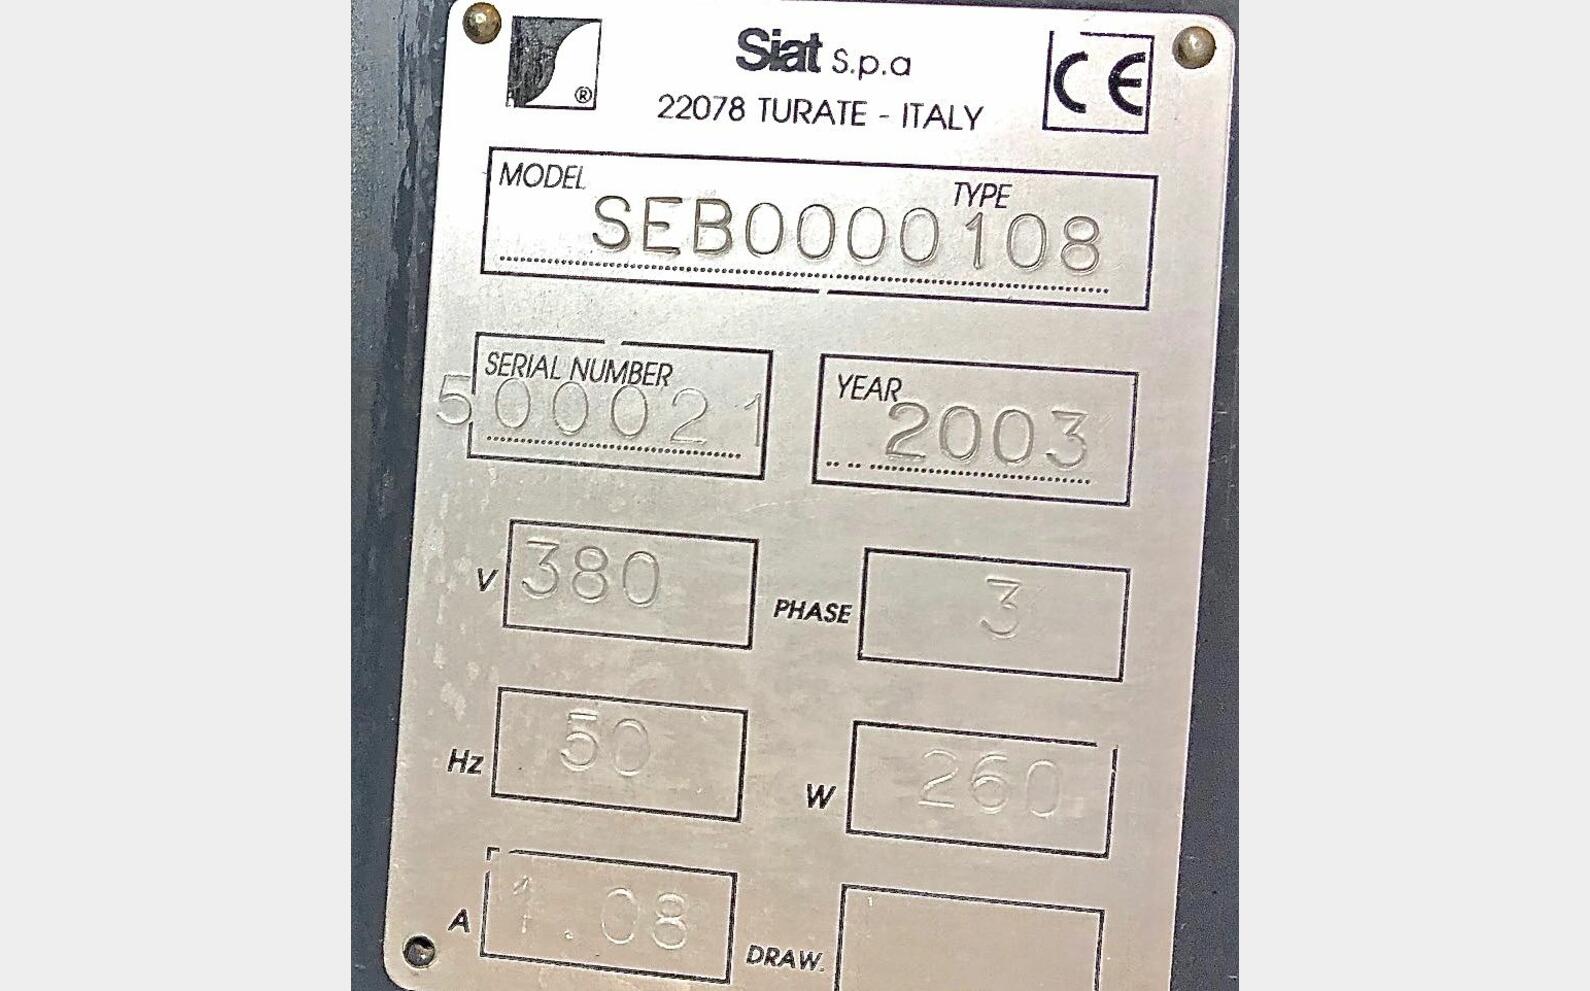 ®
Siat S.p.a
CE
22078 TURATE - ITALY
MODEL TYPE
SEB0000108
SERIAL NUMBER
500021
YEAR
2003
V 380
PHASE 3
Hz 50
W 260
A 1.08
DRAW.